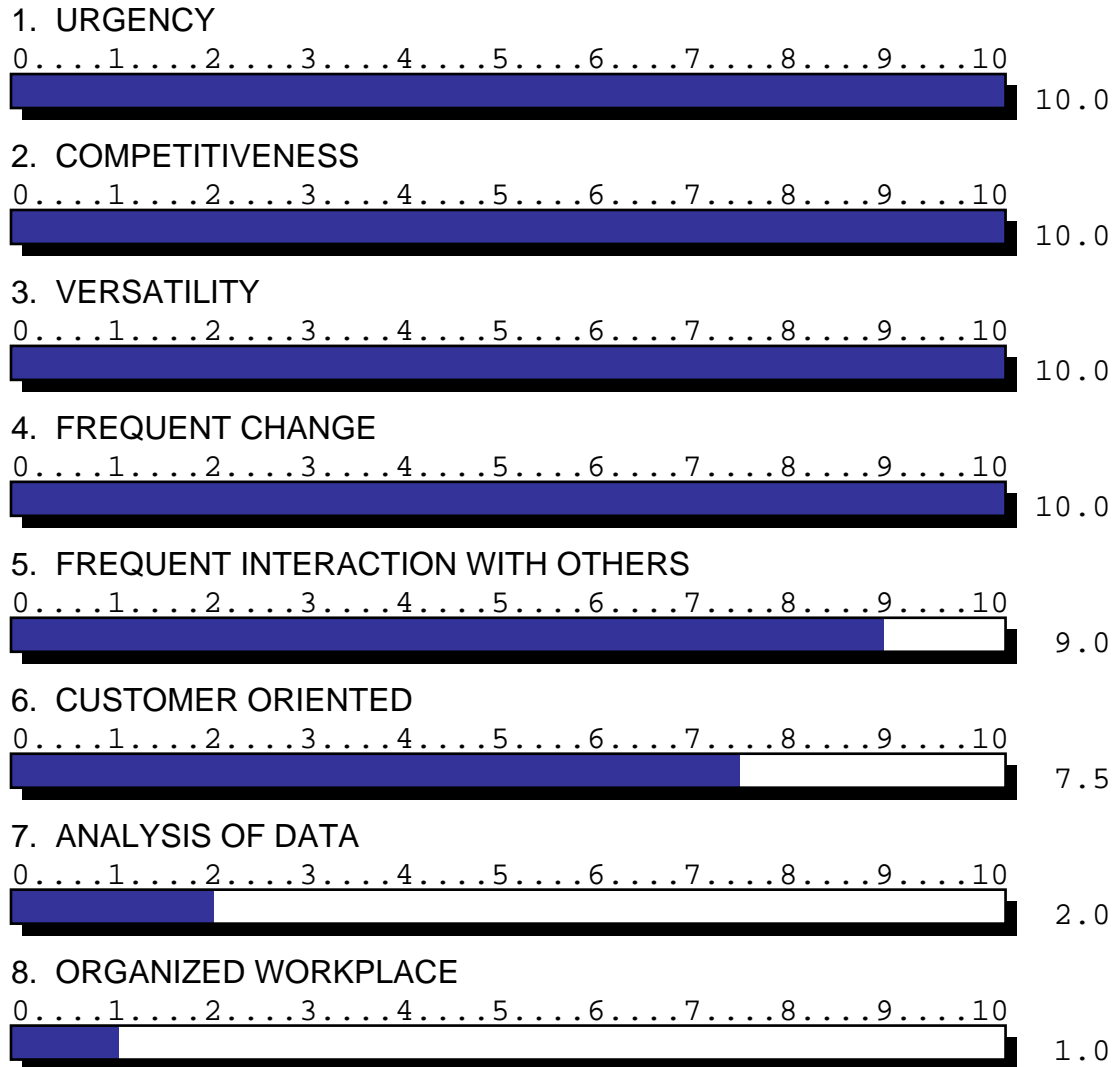 1. URGENCY
0....1....2....3....4....5....6....7....8....9....10
10.0
2. COMPETITIVENESS
0....1....2....3....4....5....6....7....8....9....10
10.0
3. VERSATILITY
0....1....2....3....4....5....6....7....8....9....10
10.0
4. FREQUENT CHANGE
0....1....2....3....4....5....6....7....8....9....10
10.0
5. FREQUENT INTERACTION WITH OTHERS
0....1....2....3....4....5....6....7....8....9....10
9.0
6. CUSTOMER ORIENTED
0....1....2....3....4....5....6....7....8....9....10
7.5
7. ANALYSIS OF DATA
0....1....2....3....4....5....6....7....8....9....10
2.0
8. ORGANIZED WORKPLACE
0....1....2....3....4....5....6....7....8....9....10
1.0